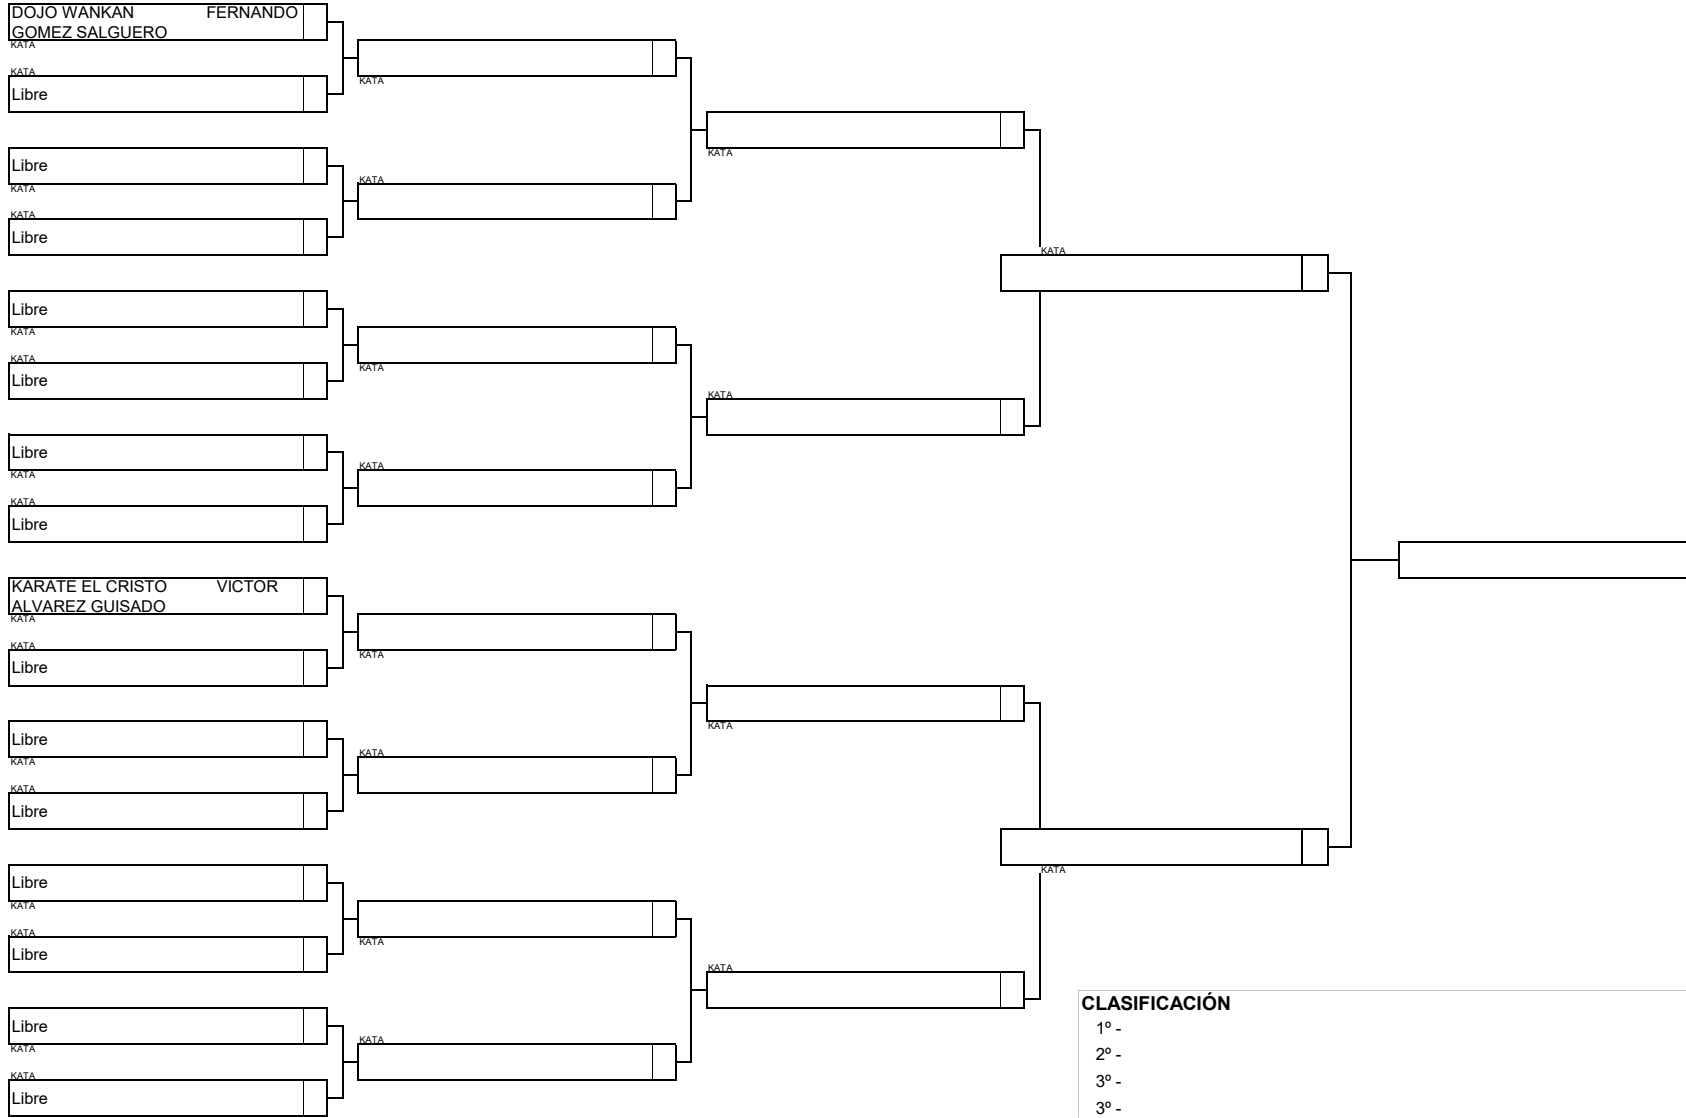 DOJO WANKAN FERNANDO
GOMEZ SALGUERO
KATA
KATA
Libre
Libre
KATA
KATA
Libre
Libre
KATA
KATA
Libre
Libre
KATA
KATA
Libre
KARATE EL CRISTO VICTOR
ALVAREZ GUISADO
KATA
KATA
Libre
Libre
KATA
KATA
Libre
Libre
KATA
KATA
Libre
Libre
KATA
KATA
Libre
KATA
KATA
KATA
KATA
KATA
KATA
KATA
KATA
KATA
KATA
KATA
KATA
KATA
KATA
CLASIFICACIÓN
1º -
2º -
3º -
3º -